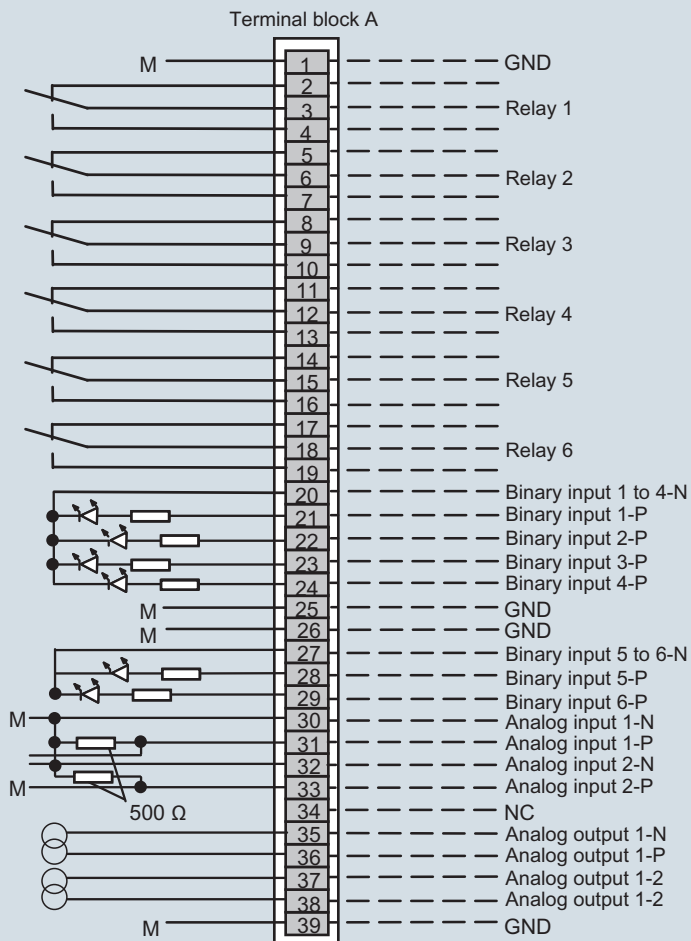 Terminal block A
M 1 GND
2
3 Relay 1
4
5
6 Relay 2
7
8
9 Relay 3
10
11
12 Relay 4
13
14
15 Relay 5
16
17
18 Relay 6
19
20 Binary input 1 to 4-N
21 Binary input 1-P
22 Binary input 2-P
23 Binary input 3-P
24 Binary input 4-P
M 25 GND
M 26 GND
27 Binary input 5 to 6-N
28 Binary input 5-P
29 Binary input 6-P
M 30 Analog input 1-N
31 Analog input 1-P
32 Analog input 2-N
M 33 Analog input 2-P
500 Ω 34 NC
35 Analog output 1-N
36 Analog output 1-P
37 Analog output 1-2
38 Analog output 1-2
M 39 GND